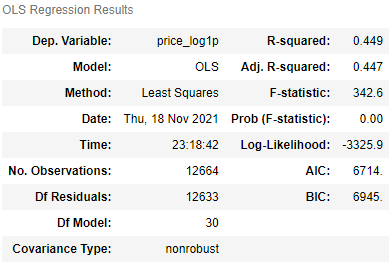 OLS Regression Results
Dep. Variable: price_log1p R-squared: 0.449
Model: OLS Adj. R-squared: 0.447
Method: Least Squares F-statistic: 342.6
Date: Thu, 18 Nov 2021 Prob (F-statistic): 0.00
Time: 23:18:42 Log-Likelihood: -3325.9
No. Observations: 12664 AIC: 6714.
Df Residuals: 12633 BIC: 6945.
Df Model: 30
Covariance Type: nonrobust